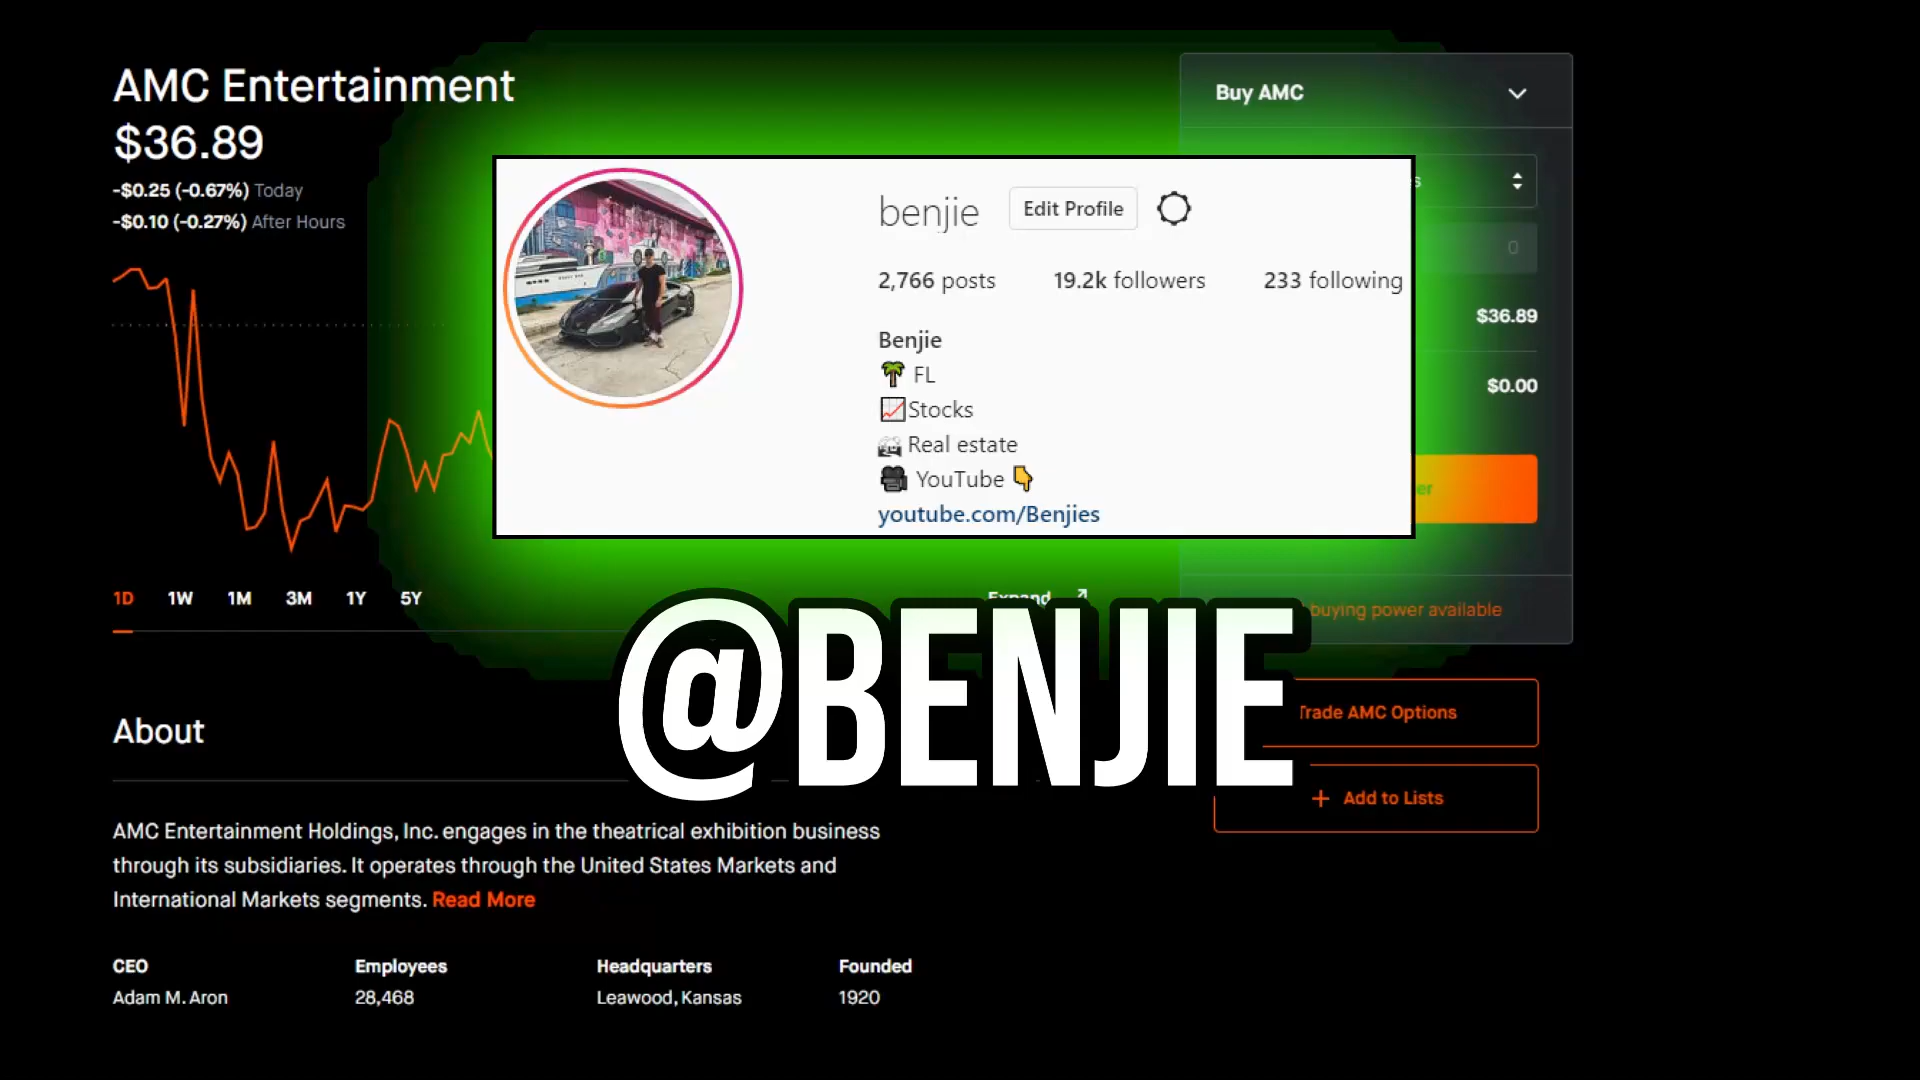 AMC Entertainment
$36.89
-$0.25 (-0.67%) Today
-$0.10 (-0.27%) After Hours
1D 1W 1M 3M 1Y 5Y
Expand
benjie Edit Profile
2,766 posts 19.2k followers 233 following
Benjie
FL
Stocks
Real estate
YouTube
youtube.com/Benjies
@BENJIE
Buy AMC
0
$36.89
$0.00
buying power available
Trade AMC Options
+ Add to Lists
About
AMC Entertainment Holdings, Inc. engages in the theatrical exhibition business
through its subsidiaries. It operates through the United States Markets and
International Markets segments. Read More
CEO Employees Headquarters Founded
Adam M. Aron 28,468 Leawood, Kansas 1920